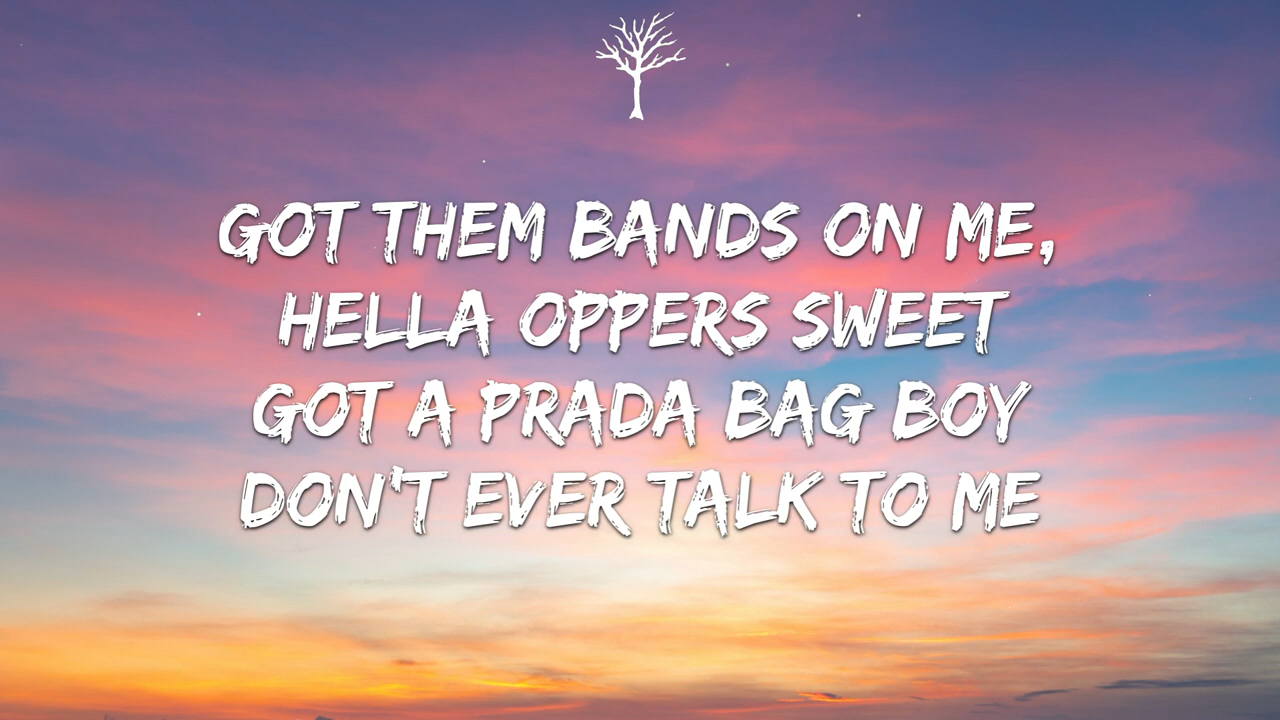 GOT THEM BANDS ON ME,
HELLA OPPERS SWEET
GOT A PRADA BAG BOY
DON'T EVER TALK TO ME